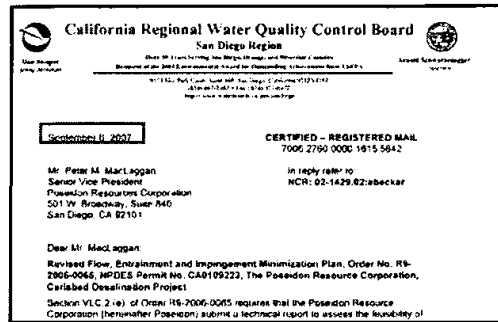 California Regional Water Quality Control Board
San Diego Region
September 6, 2007
CERTIFIED – REGISTERED MAIL
7006 2760 0000 1615 5642
Mr. Peter M. MacLaggan
Senior Vice President
Poseidon Resources Corporation
501 W. Broadway, Suite 840
San Diego, CA 92101
In reply refer to:
NCR: 02-1429.02:abecker
Dear Mr. MacLaggan:
Revised Flow, Entrainment and Impingement Minimization Plan, Order No. R9-
2006-0065, NPDES Permit No. CA0109223, The Poseidon Resource Corporation,
Carlsbad Desalination Project
Section VI.C.2.(e) of Order R9-2006-0065 requires that the Poseidon Resource
Corporation (hereinafter Poseidon) submit a technical report to assess the feasibility of